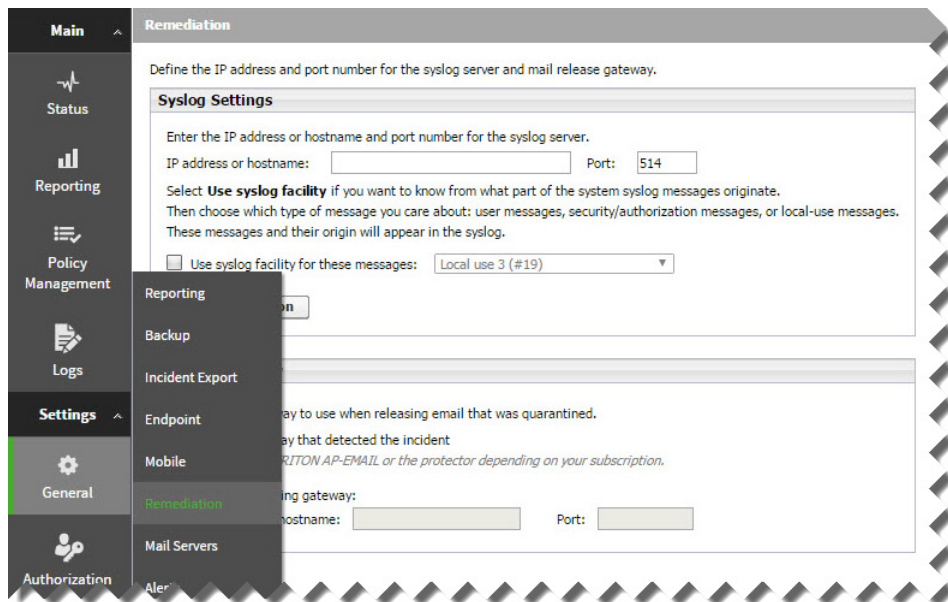 Main
Status
Reporting
Policy
Management
Logs
Settings
General
Authorization
Reporting
Backup
Incident Export
Endpoint
Mobile
Remediation
Mail Servers
Remediation
Define the IP address and port number for the syslog server and mail release gateway.
Syslog Settings
Enter the IP address or hostname and port number for the syslog server.
IP address or hostname: Port: 514
Select Use syslog facility if you want to know from what part of the system syslog messages originate.
Then choose which type of message you care about: user messages, security/authorization messages, or local-use messages.
These messages and their origin will appear in the syslog.
Use syslog facility for these messages: Local use 3 (#19)
on
ay to use when releasing email that was quarantined.
ay that detected the incident
RITON AP-EMAIL or the protector depending on your subscription.
ing gateway:
hostname: Port: